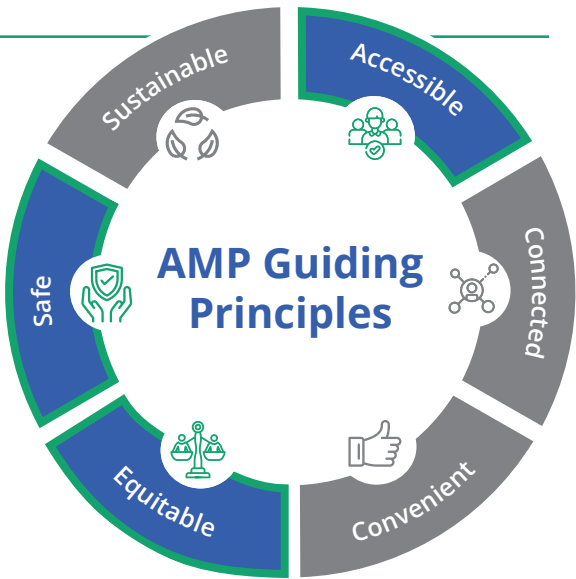 AMP Guiding
Principles
Accessible
Connected
Convenient
Equitable
Safe
Sustainable